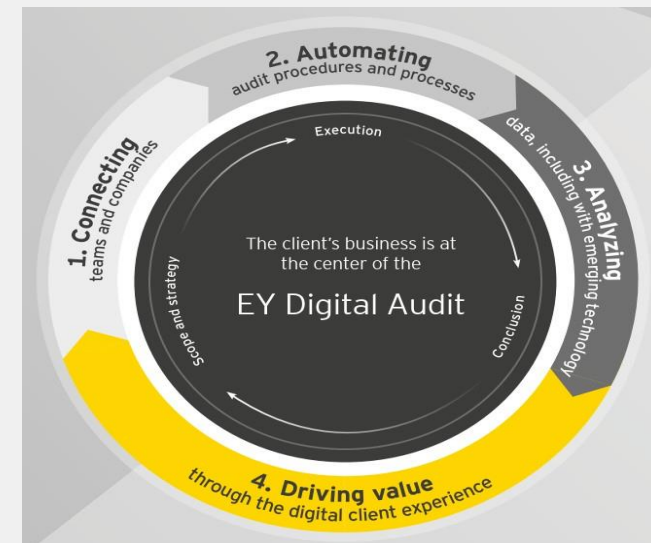 1. Connecting
teams and companies
2. Automating
audit procedures and processes
3. Analyzing
data, including with emerging technology
4. Driving value
through the digital client experience
Scope and strategy
Execution
Conclusion
The client's business is at
the center of the
EY Digital Audit